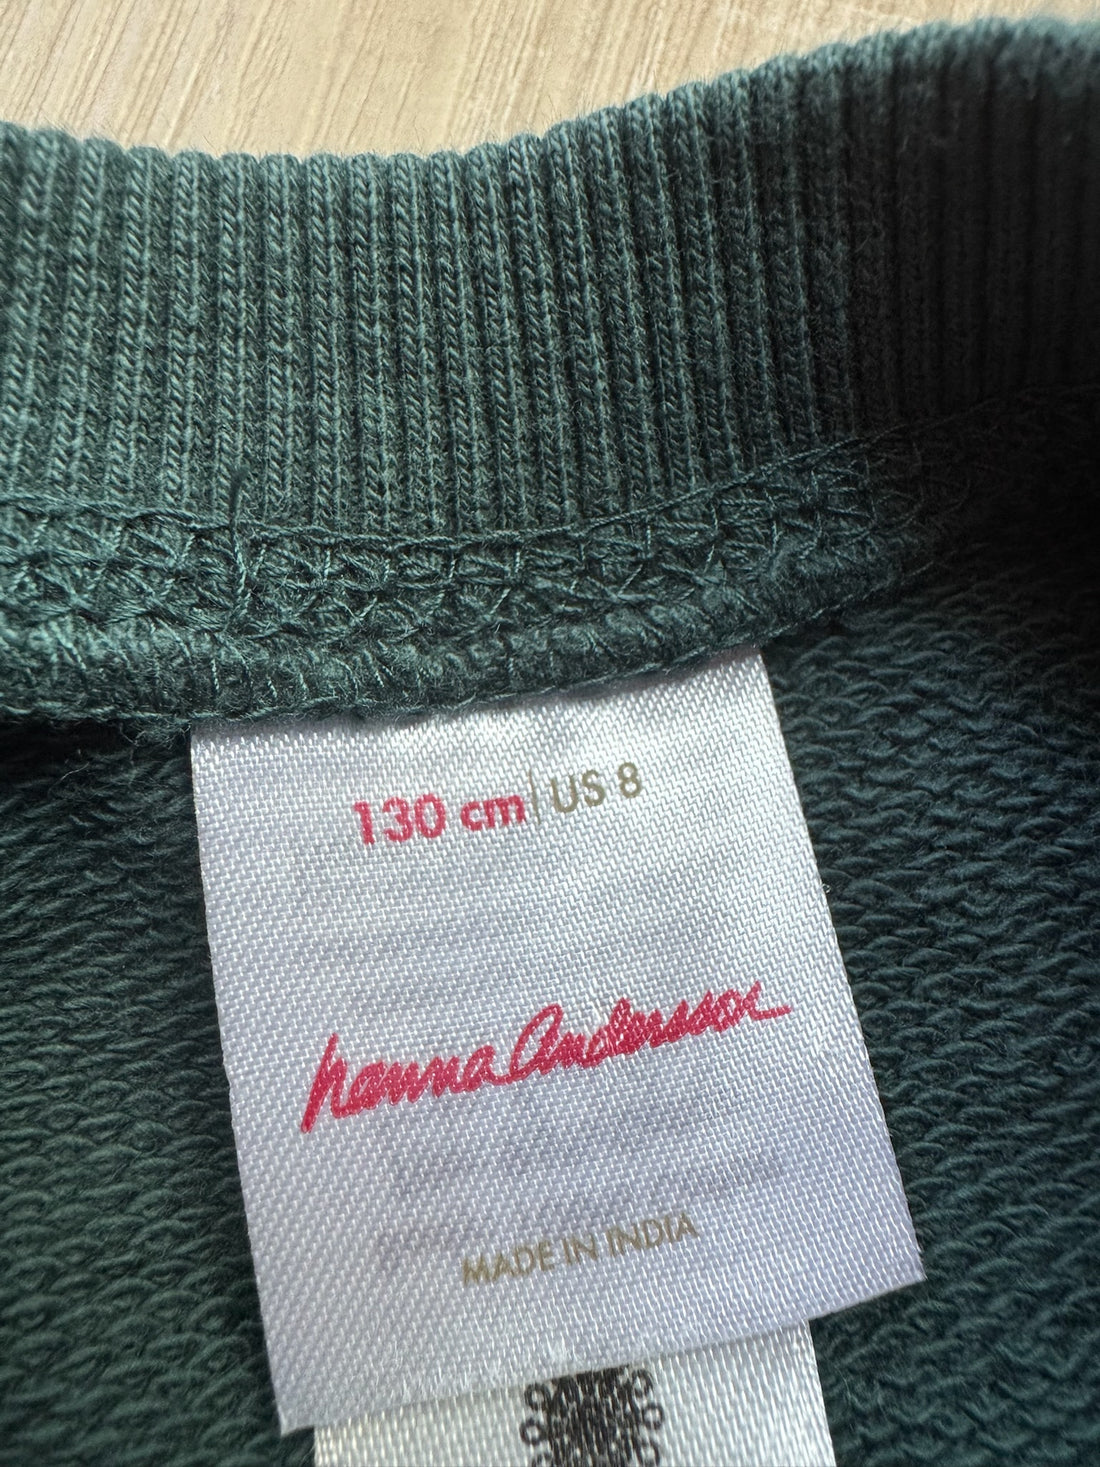 130 cm | US 8
hanna andersson
MADE IN INDIA